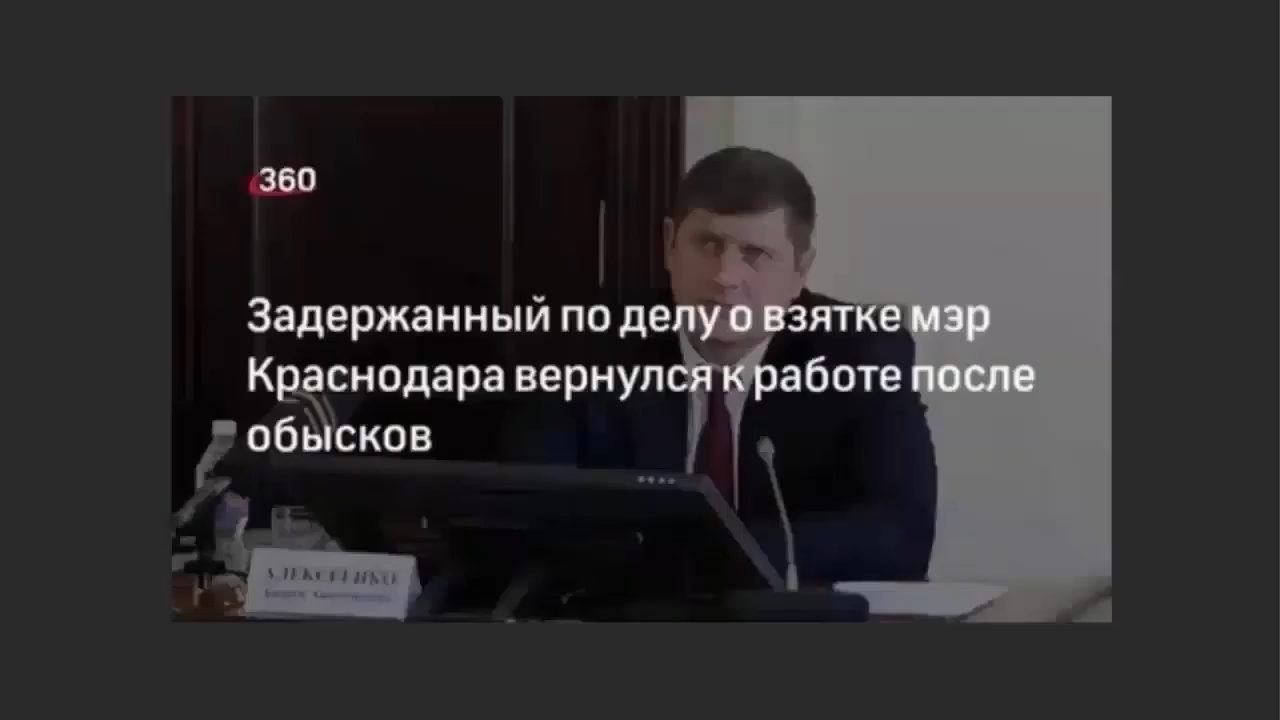 360
Задержанный по делу о взятке мэр
Краснодара вернулся к работе после
обысков
АЛЕКСЕЕНКО